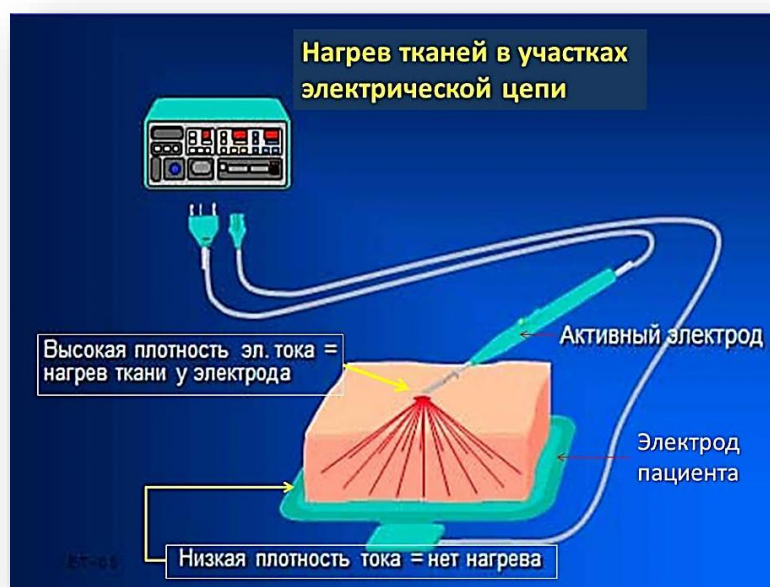 Нагрев тканей в участках
электрической цепи
Высокая плотность эл. тока =
нагрев ткани у электрода
Активный электрод
Электрод
пациента
Низкая плотность тока = нет нагрева